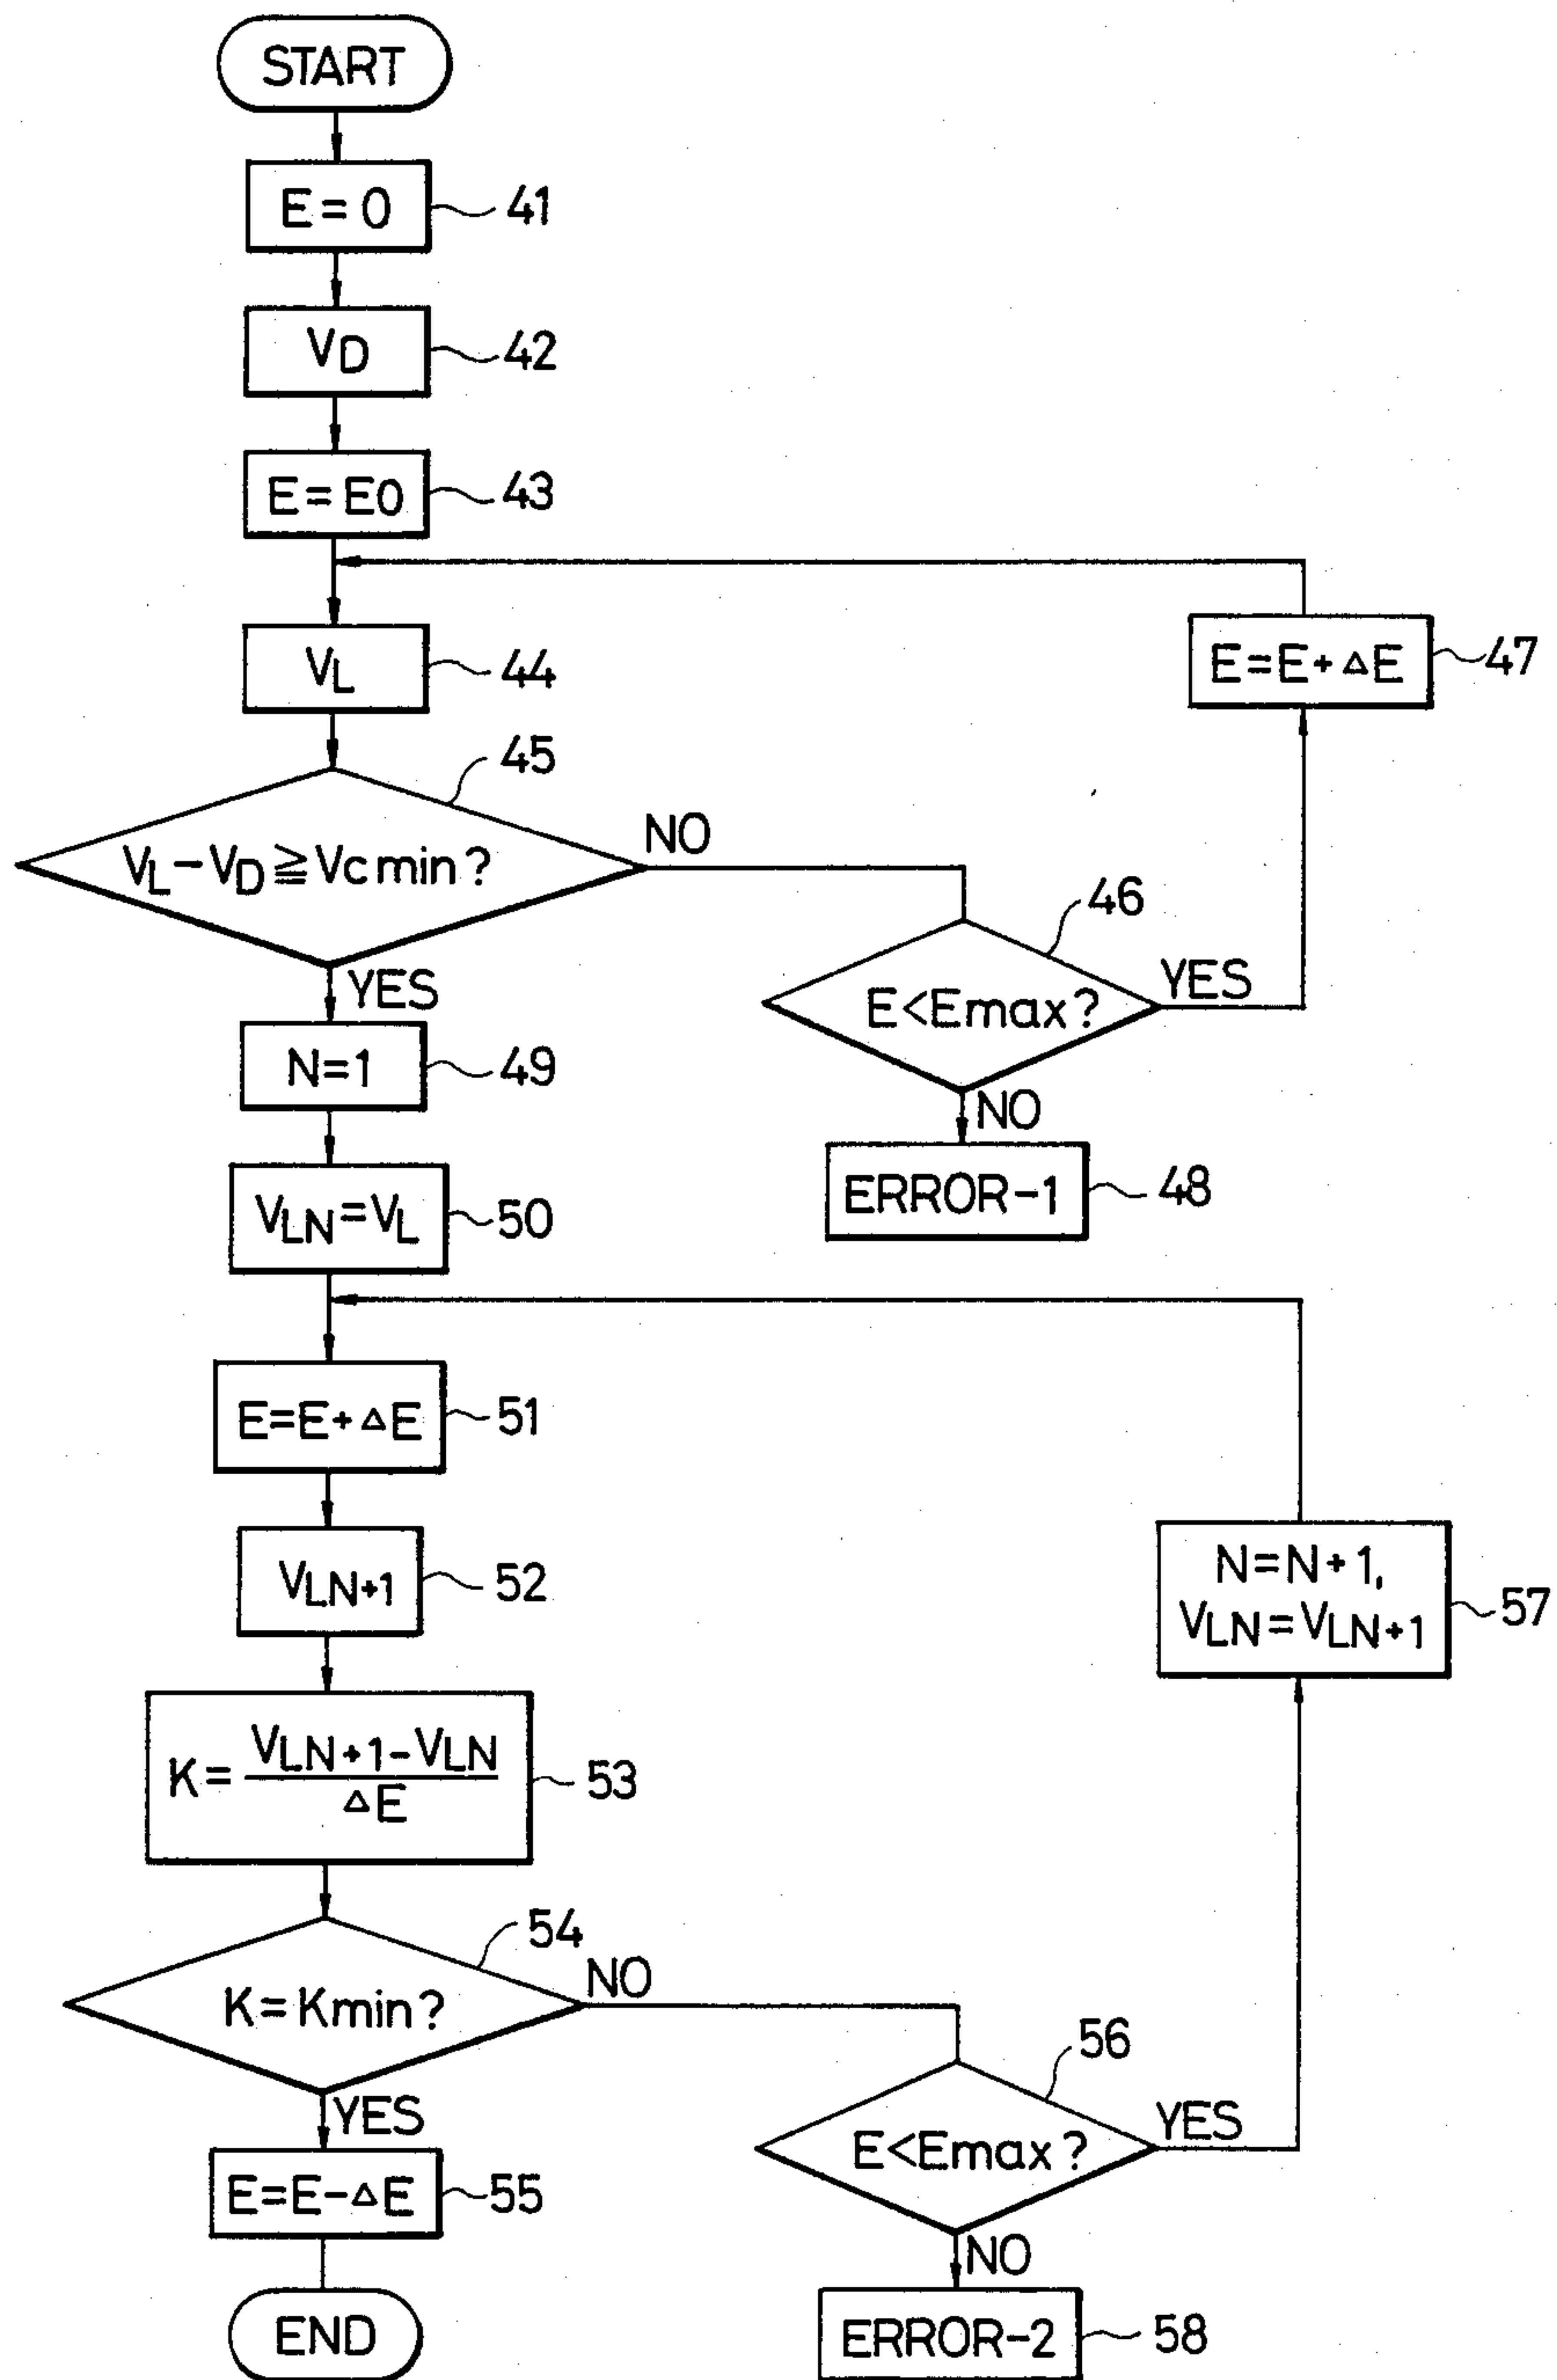 START
E=0 41
VD 42
E=E0 43
VL 44
E=E+ΔE 47
45
VL-VD≧Vc min? NO
46
E<Emax? YES
YES
N=1 49
NO
ERROR-1 48
VLN=VL 50
E=E+ΔE 51
VLN+1 52
N=N+1,
VLN=VLN+1 57
K=(VLN+1-VLN)/ΔE 53
54
K=Kmin? NO
56
E<Emax? YES
YES
E=E-ΔE 55
NO
END
ERROR-2 58